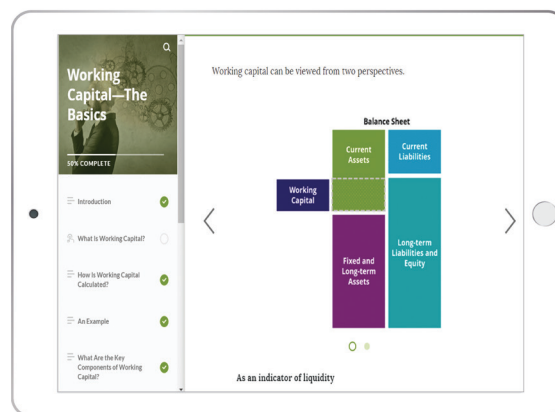 Working
Capital—The
Basics
50% COMPLETE
Introduction
What Is Working Capital?
How Is Working Capital
Calculated?
An Example
What Are the Key
Components of Working
Capital?
Working capital can be viewed from two perspectives.
Balance Sheet
Current
Assets
Current
Liabilities
Working
Capital
Fixed and
Long-term
Assets
Long-term
Liabilities and
Equity
As an indicator of liquidity